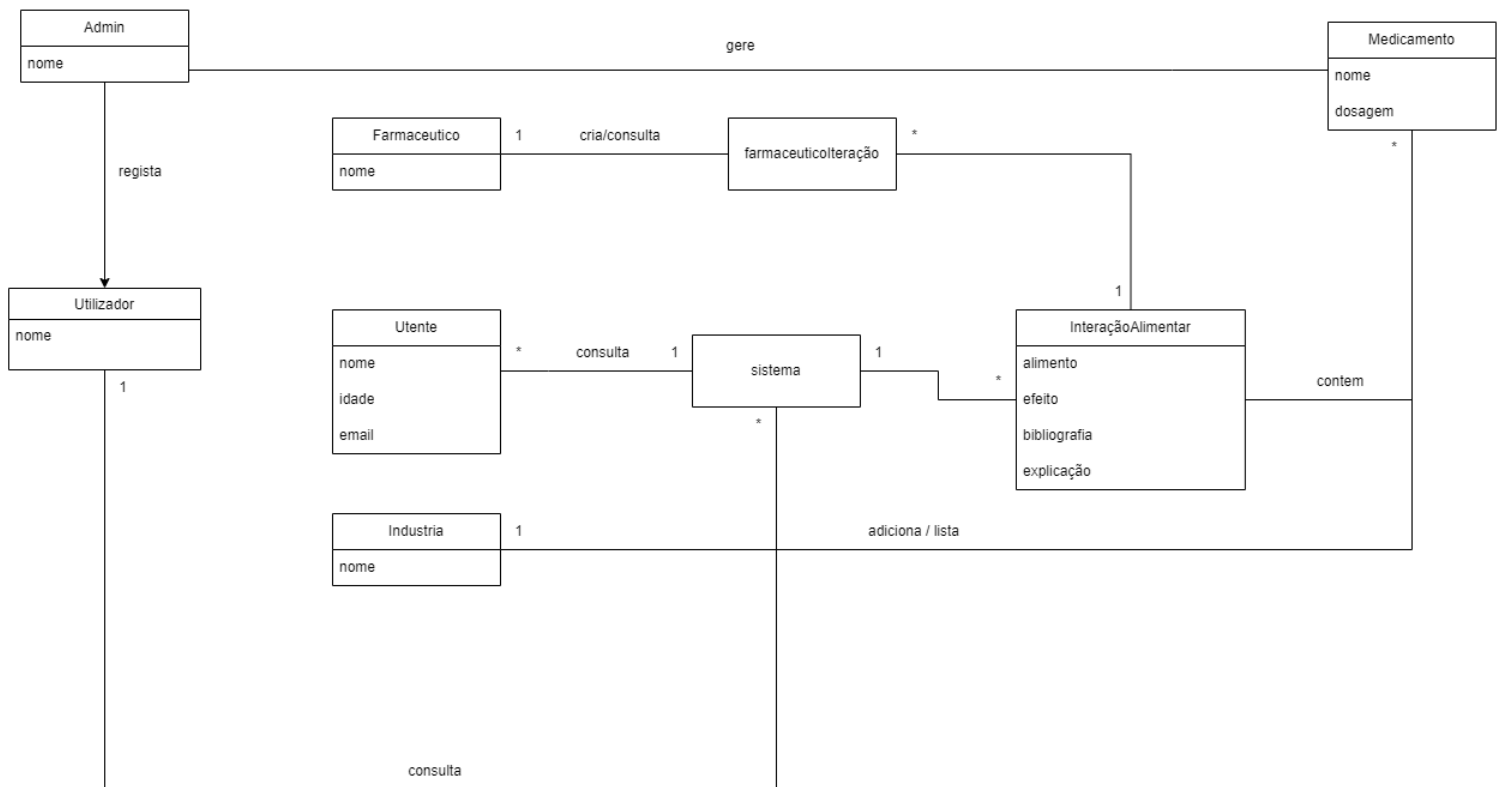 Admin
nome
gere
Medicamento
nome
dosagem
*
regista
Farmaceutico
nome
1
cria/consulta
farmaceuticoIteração
*
1
Utilizador
nome
1
Utente
nome
idade
email
*
consulta
1
sistema
1
*
*
InteraçãoAlimentar
alimento
efeito
bibliografia
explicação
contem
Industria
nome
1
adiciona / lista
consulta